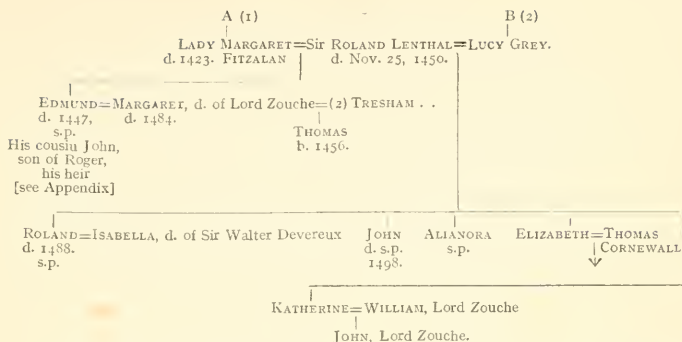 A (1) B (2)
LADY MARGARET=Sir ROLAND LENTHAL=LUCY GREY.
d. 1423. FITZALAN d. Nov. 25, 1450.
EDMUND=MARGARET, d. of Lord Zouche=(2) TRESHAM . .
d. 1447, d. 1484.
s.p. THOMAS
His cousin John, b. 1456.
son of Roger,
his heir
[see Appendix]
ROLAND=ISABELLA, d. of Sir Walter Devereux JOHN ALIANORA ELIZABETH=THOMAS
d. 1488. d. s.p. s.p. CORNEWALL
s.p. 1498.
KATHERINE=WILLIAM, Lord Zouche
JOHN, Lord Zouche.